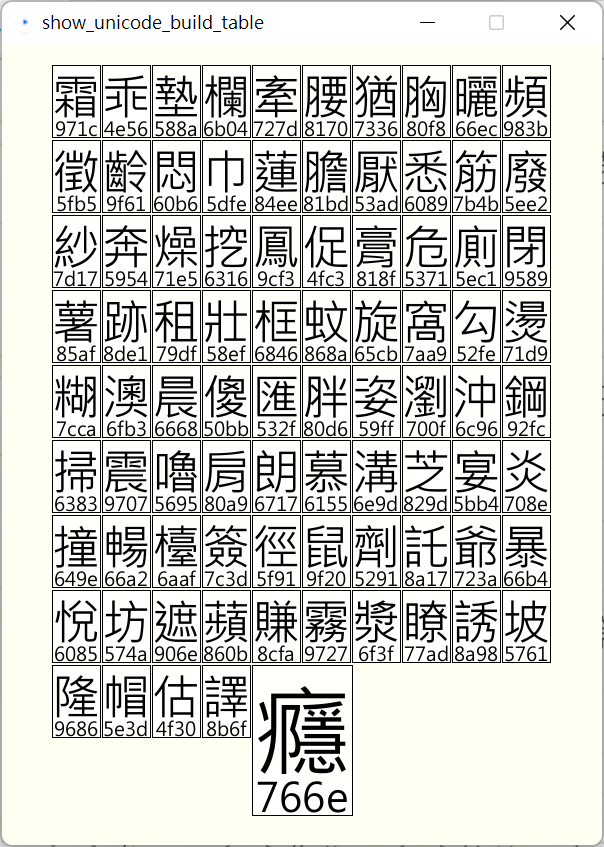 show_unicode_build_table
霜 乖 墊 欄 牽 腰 猶 胸 曬 頻
971c 4e56 588a 6b04 727d 8170 7336 80f8 66ec 983b
徵 齡 悶 巾 蓮 膽 厭 悉 筋 廢
5fb5 9f61 60b6 5dfe 84ee 81bd 53ad 6089 7b4b 5ee2
紗 奔 燥 挖 鳳 促 膏 危 廁 閉
7d17 5954 71e5 6316 9cf3 4fc3 818f 5371 5ec1 9589
薯 跡 租 壯 框 蚊 旋 窩 勾 燙
85af 8de1 79df 58ef 6846 868a 65cb 7aa9 52fe 71d9
糊 澳 晨 傻 匯 胖 姿 瀏 沖 鋼
7cca 6fb3 6668 50bb 532f 80d6 59ff 700f 6c96 92fc
掃 震 嚕 肩 朗 慕 溝 芝 宴 炎
6383 9707 5695 80a9 6717 6155 6e9d 829d 5bb4 708e
撞 暢 檯 簽 徑 鼠 劑 託 爺 暴
649e 66a2 6aaf 7c3d 5f91 9f20 5291 8a17 723a 66b4
悅 坊 遮 蘋 賺 霧 漿 瞭 誘 坡
6085 574a 906e 860b 8cfa 9727 6f3f 77ad 8a98 5761
隆 帽 估 譯 癮
9686 5e3d 4f30 8b6f 766e